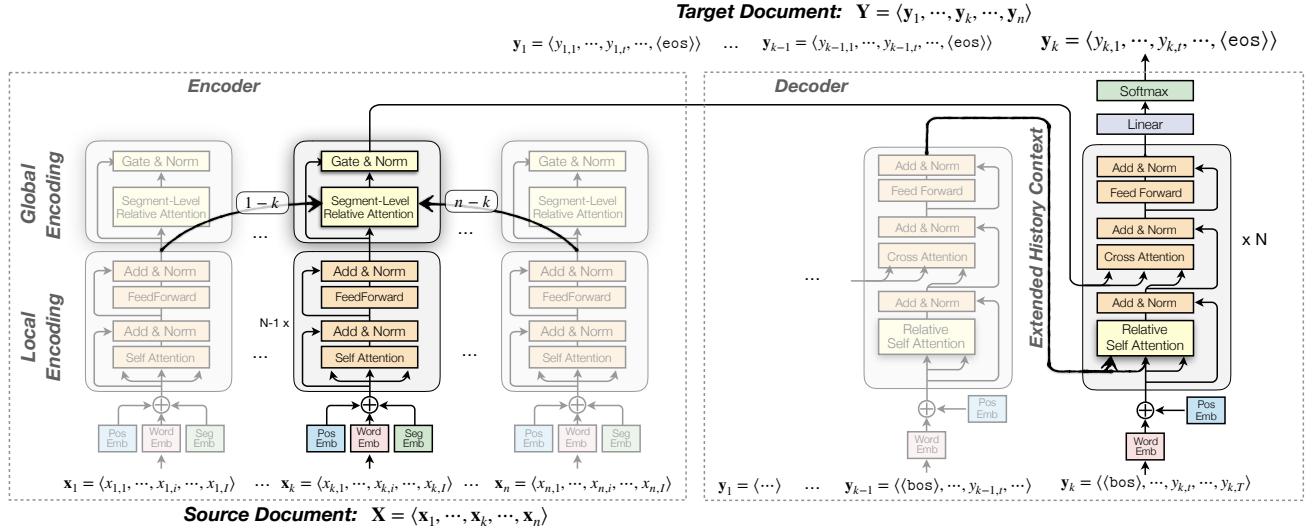 Target Document: Y = ⟨y₁, ⋯, yₖ, ⋯, yₙ⟩
y₁ = ⟨y₁,₁, ⋯, y₁,ₜ, ⋯, ⟨eos⟩⟩ … yₖ₋₁ = ⟨yₖ₋₁,₁, ⋯, yₖ₋₁,ₜ, ⋯, ⟨eos⟩⟩
yₖ = ⟨yₖ,₁, ⋯, yₖ,ₜ, ⋯, ⟨eos⟩⟩
Encoder
Global Encoding
Local Encoding
Gate & Norm
Segment-Level
Relative Attention
Add & Norm
FeedForward
Add & Norm
Self Attention
Pos Emb
Word Emb
Seg Emb
1 − k
...
...
Gate & Norm
Segment-Level
Relative Attention
N-1 x
Add & Norm
FeedForward
Add & Norm
Self Attention
Pos Emb
Word Emb
Seg Emb
n − k
...
...
Gate & Norm
Segment-Level
Relative Attention
Add & Norm
FeedForward
Add & Norm
Self Attention
Pos Emb
Word Emb
Seg Emb
x₁ = ⟨x₁,₁, ⋯, x₁,ᵢ, ⋯, x₁,I⟩ … xₖ = ⟨xₖ,₁, ⋯, xₖ,ᵢ, ⋯, xₖ,I⟩ … xₙ = ⟨xₙ,₁, ⋯, xₙ,ᵢ, ⋯, xₙ,I⟩
Source Document: X = ⟨x₁, ⋯, xₖ, ⋯, xₙ⟩
Decoder
...
Add & Norm
Feed Forward
Add & Norm
Cross Attention
Add & Norm
Relative
Self Attention
Pos Emb
Word Emb
Extended History Context
Softmax
Linear
Add & Norm
Feed Forward
Add & Norm
Cross Attention
Add & Norm
Relative
Self Attention
x N
Pos Emb
Word Emb
y₁ = ⟨⋯⟩ … yₖ₋₁ = ⟨⟨bos⟩, ⋯, yₖ₋₁,ₜ, ⋯⟩ yₖ = ⟨⟨bos⟩, ⋯, yₖ,ₜ, ⋯, yₖ,T⟩